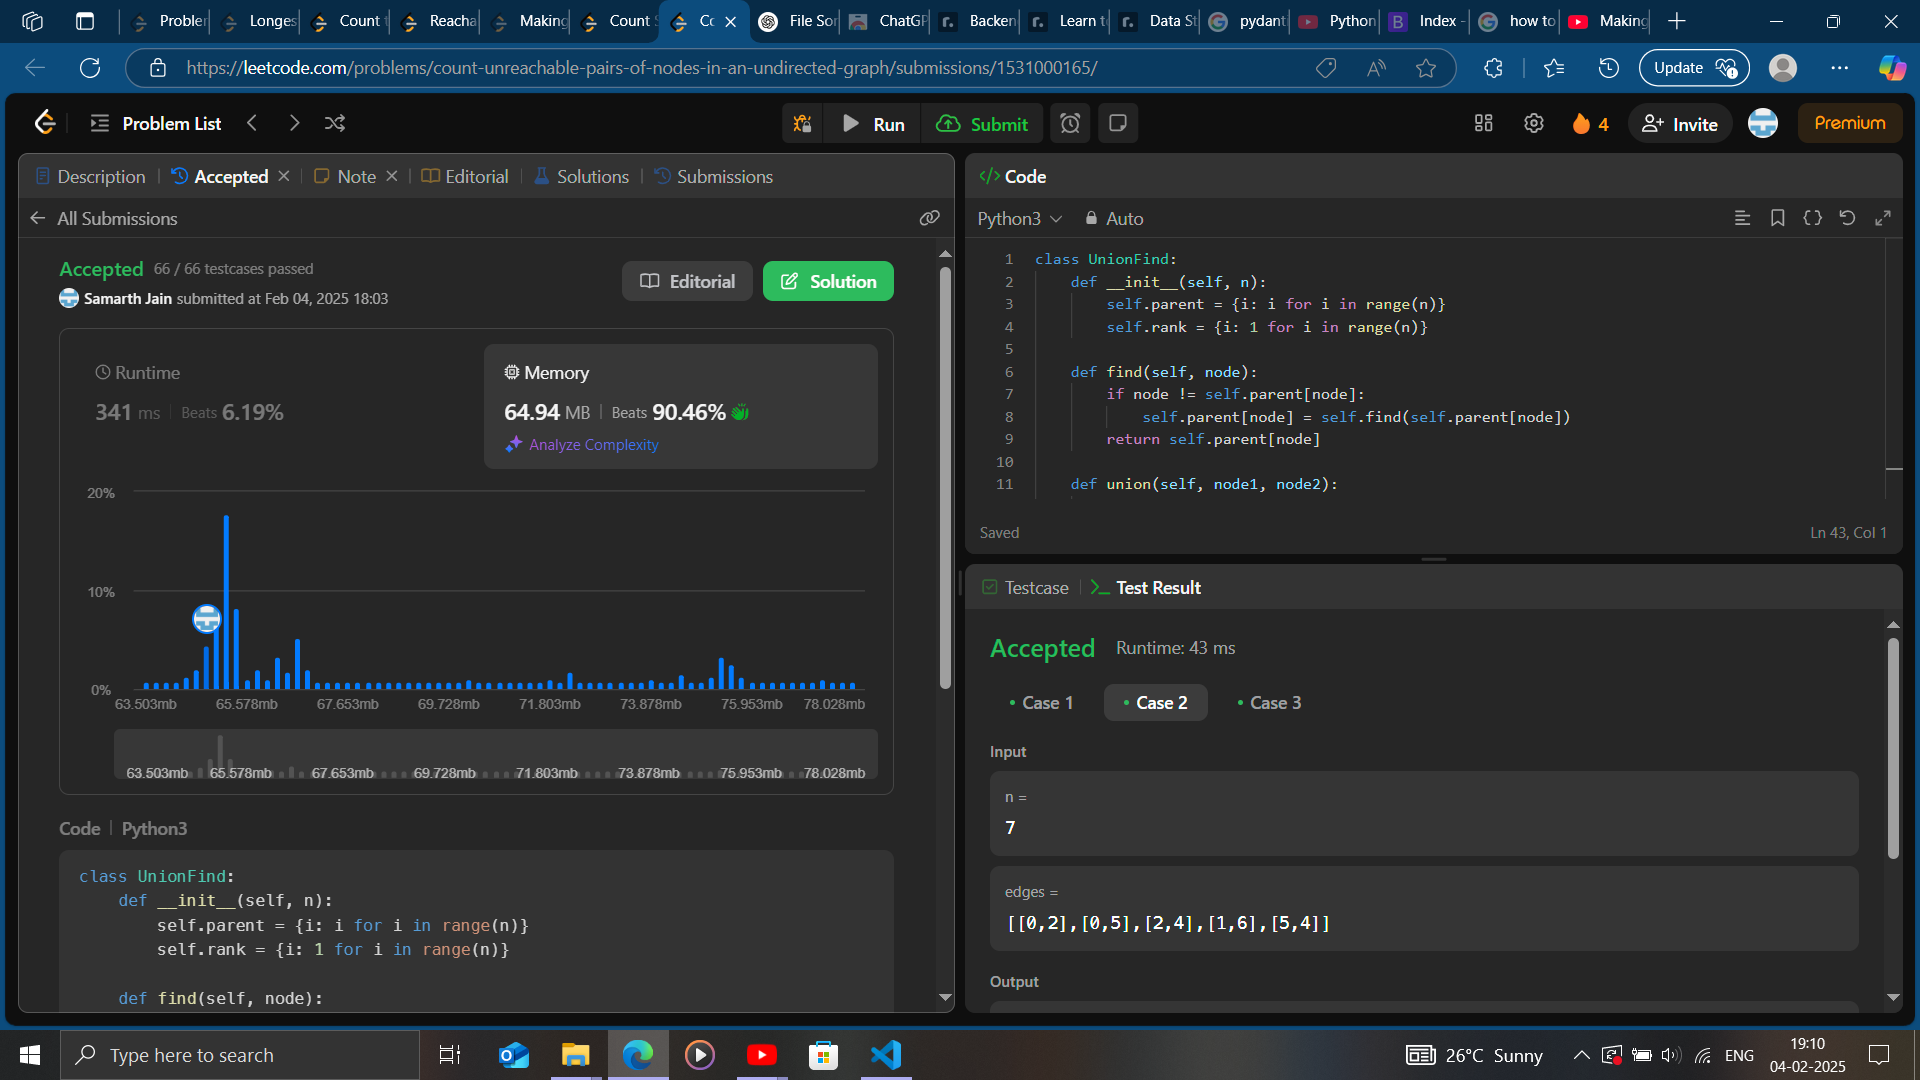 Probler
Longes
Count t
Reacha
Making
Count S
Co
File Sor
ChatGP
Backen
Learn to
Data St
pydant
Python
Index -
how to
Making
https://leetcode.com/problems/count-unreachable-pairs-of-nodes-in-an-undirected-graph/submissions/1531000165/
Update
Problem List
Run
Submit
4
Invite
Premium
Description
Accepted
Note
Editorial
Solutions
Submissions
All Submissions
Accepted 66 / 66 testcases passed
Samarth Jain submitted at Feb 04, 2025 18:03
Editorial
Solution
Runtime
341 ms | Beats 6.19%
Memory
64.94 MB | Beats 90.46%
Analyze Complexity
20%
10%
0%
63.503mb 65.578mb 67.653mb 69.728mb 71.803mb 73.878mb 75.953mb 78.028mb
63.503mb 65.578mb 67.653mb 69.728mb 71.803mb 73.878mb 75.953mb 78.028mb
Code | Python3
class UnionFind:
def __init__(self, n):
self.parent = {i: i for i in range(n)}
self.rank = {i: 1 for i in range(n)}
def find(self, node):
</> Code
Python3
Auto
1 class UnionFind:
2 def __init__(self, n):
3 self.parent = {i: i for i in range(n)}
4 self.rank = {i: 1 for i in range(n)}
5
6 def find(self, node):
7 if node != self.parent[node]:
8 self.parent[node] = self.find(self.parent[node])
9 return self.parent[node]
10
11 def union(self, node1, node2):
Saved
Ln 43, Col 1
Testcase
Test Result
Accepted Runtime: 43 ms
Case 1
Case 2
Case 3
Input
n =
7
edges =
[[0,2],[0,5],[2,4],[1,6],[5,4]]
Output
Type here to search
26°C Sunny
ENG
19:10
04-02-2025